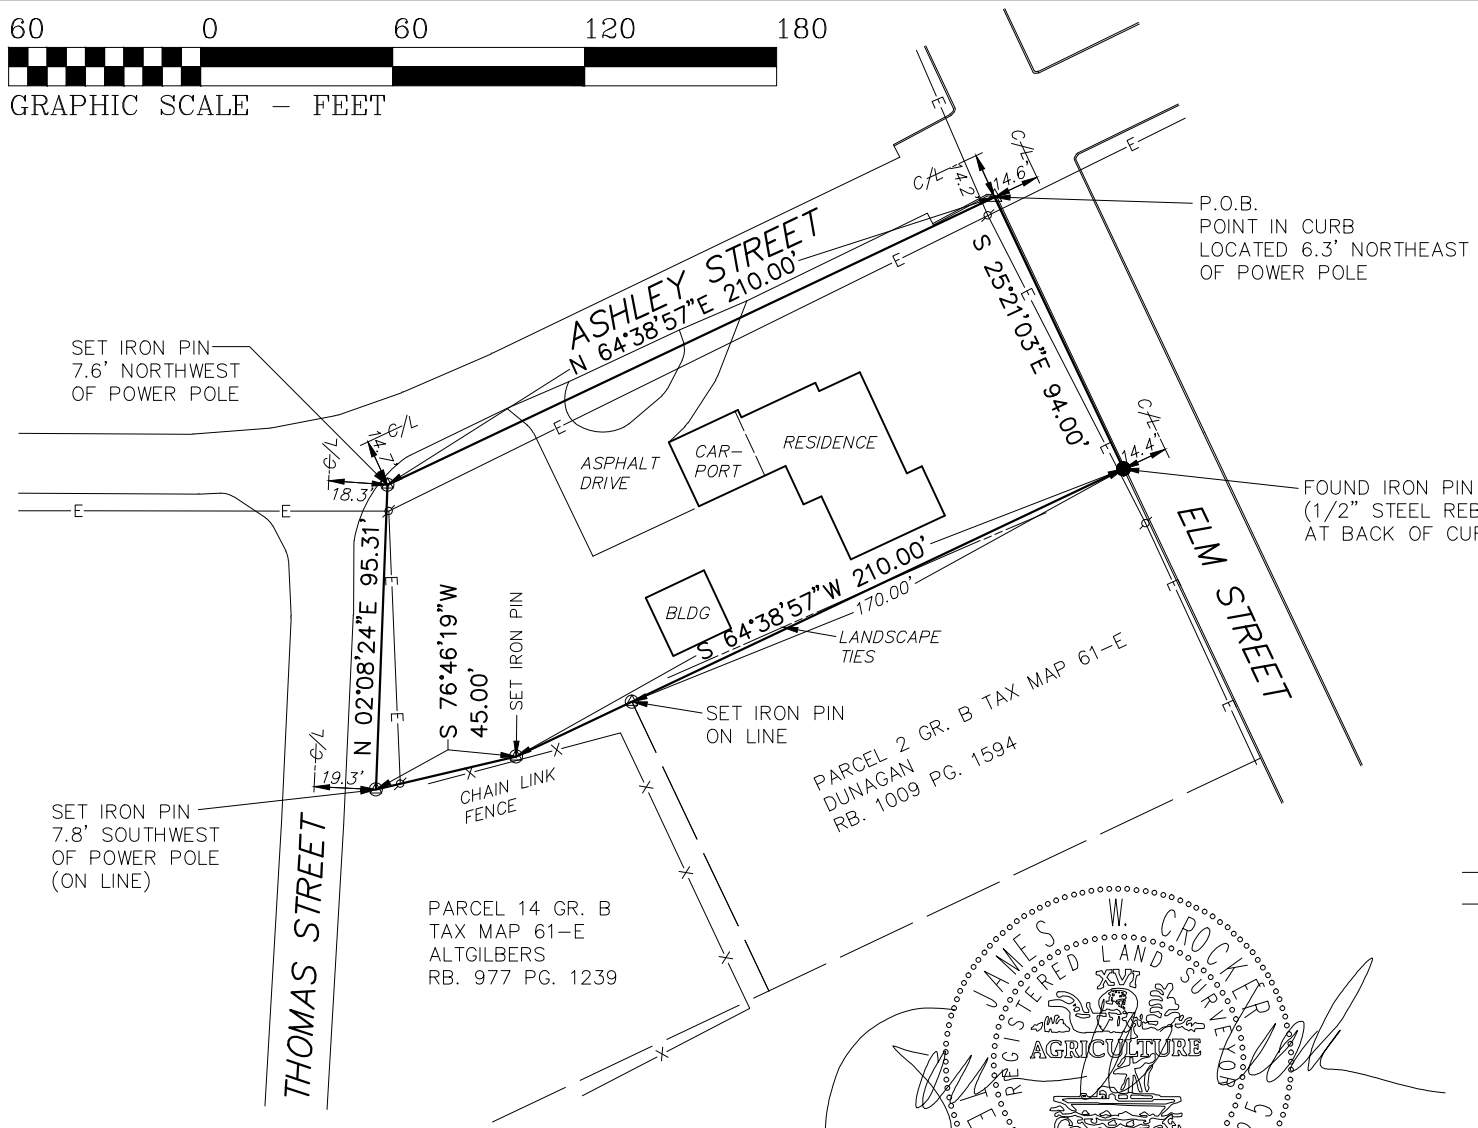 60 0 60 120 180
GRAPHIC SCALE – FEET
C/L
C/L
14.2'
14.6'
P.O.B.
POINT IN CURB
LOCATED 6.3' NORTHEAST
OF POWER POLE
ASHLEY STREET
N 64°38'57"E 210.00'
E
E
E
E
S 25°21'03"E 94.00'
E
E
SET IRON PIN
7.6' NORTHWEST
OF POWER POLE
C/L
C/L
14.7'
18.3'
E
E
C/L
14.4'
CAR–
PORT
RESIDENCE
ASPHALT
DRIVE
FOUND IRON PIN
(1/2" STEEL REB
AT BACK OF CUR
ELM STREET
E
E
N 02°08'24"E 95.31'
E
E
S 76°46'19"W
45.00'
SET IRON PIN
BLDG
S 64°38'57"W 210.00'
170.00'
LANDSCAPE
TIES
SET IRON PIN
ON LINE
PARCEL 2 GR. B TAX MAP 61–E
DUNAGAN
RB. 1009 PG. 1594
C/L
19.3'
SET IRON PIN
7.8' SOUTHWEST
OF POWER POLE
(ON LINE)
X
X
CHAIN LINK
FENCE
X
X
X
X
THOMAS STREET
PARCEL 14 GR. B
TAX MAP 61–E
ALTGILBERS
RB. 977 PG. 1239
JAMES W. CROCKER
REGISTERED LAND SURVEYOR
XVI
AGRICULTURE